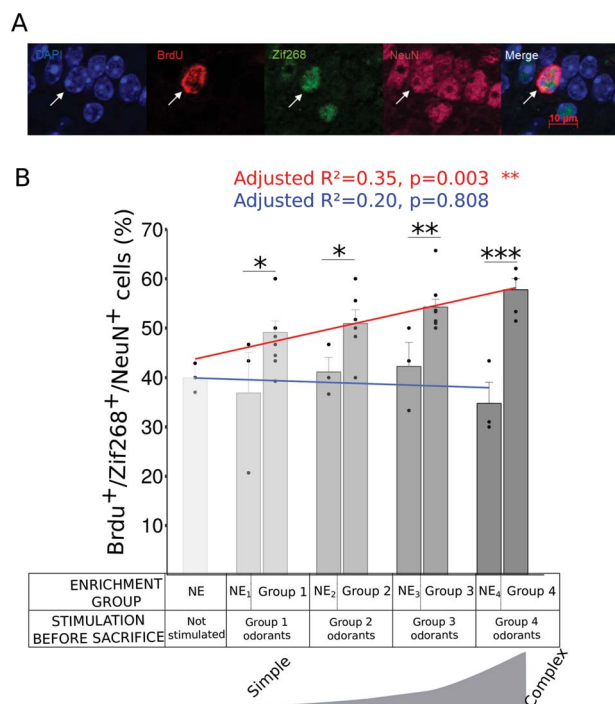 A
DAPI BrdU Zif268 NeuN Merge
10 µm
B
Adjusted R²=0.35, p=0.003 **
Adjusted R²=0.20, p=0.808
Brdu⁺/Zif268⁺/NeuN⁺ cells (%)
70
60
50
40
30
20
10
* * ** ***
ENRICHMENT GROUP NE NE₁ Group 1 NE₂ Group 2 NE₃ Group 3 NE₄ Group 4
STIMULATION BEFORE SACRIFICE Not stimulated Group 1 odorants Group 2 odorants Group 3 odorants Group 4 odorants
Simple Complex